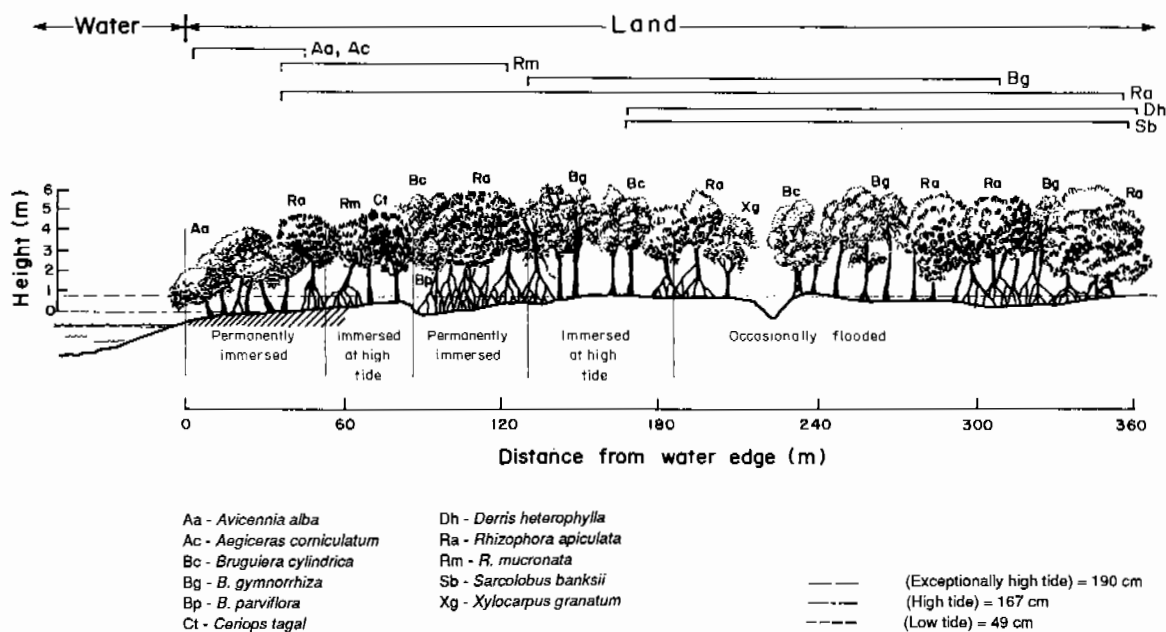 Water Land
Aa, Ac
Rm
Bg
Ra
Dh
Sb
Height (m)
6
5
4
3
2
1
0
Aa
Ra
Rm
Ct
Bc
Bp
Ra
Bg
Bc
Ra
Xg
Bc
Bg
Ra
Ra
Bg
Ra
Permanently
immersed
immersed
at high
tide
Permanently
immersed
Immersed
at high
tide
Occasionally flooded
0 60 120 180 240 300 360
Distance from water edge (m)
Aa - Avicennia alba
Ac - Aegiceras corniculatum
Bc - Bruguiera cylindrica
Bg - B. gymnorrhiza
Bp - B. parviflora
Ct - Ceriops tagal
Dh - Derris heterophylla
Ra - Rhizophora apiculata
Rm - R. mucronata
Sb - Sarcolobus banksii
Xg - Xylocarpus granatum
(Exceptionally high tide) = 190 cm
(High tide) = 167 cm
(Low tide) = 49 cm